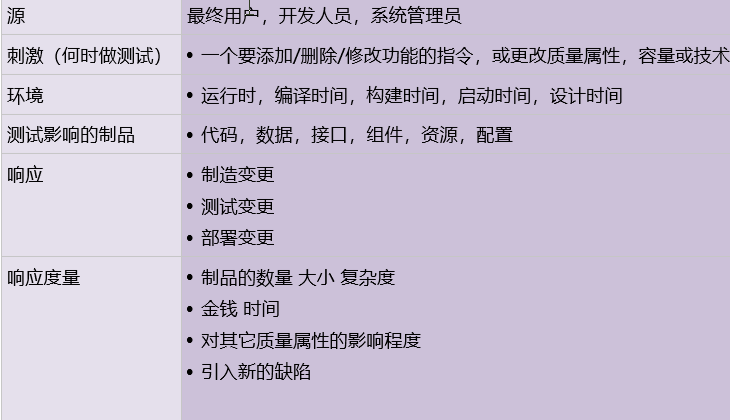 源
最终用户，开发人员，系统管理员
刺激（何时做测试）
• 一个要添加/删除/修改功能的指令，或更改质量属性，容量或技术
环境
• 运行时，编译时间，构建时间，启动时间，设计时间
测试影响的制品
• 代码，数据，接口，组件，资源，配置
响应
• 制造变更
• 测试变更
• 部署变更
响应度量
• 制品的数量 大小 复杂度
• 金钱 时间
• 对其它质量属性的影响程度
• 引入新的缺陷